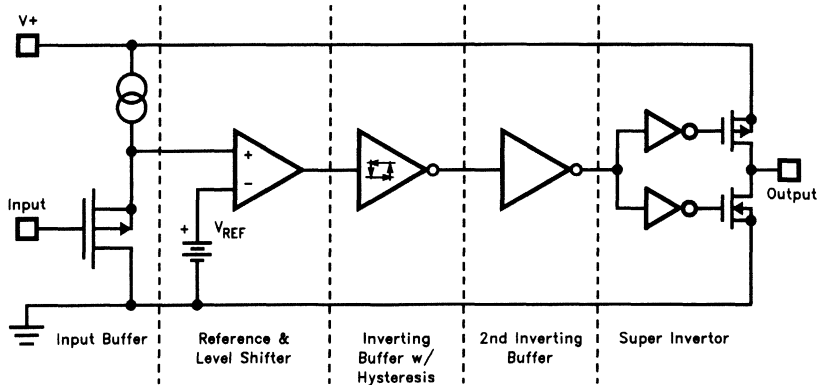 V+
Input
+
−
+
V_REF
Output
Input Buffer
Reference &
Level Shifter
Inverting
Buffer w/
Hysteresis
2nd Inverting
Buffer
Super Invertor